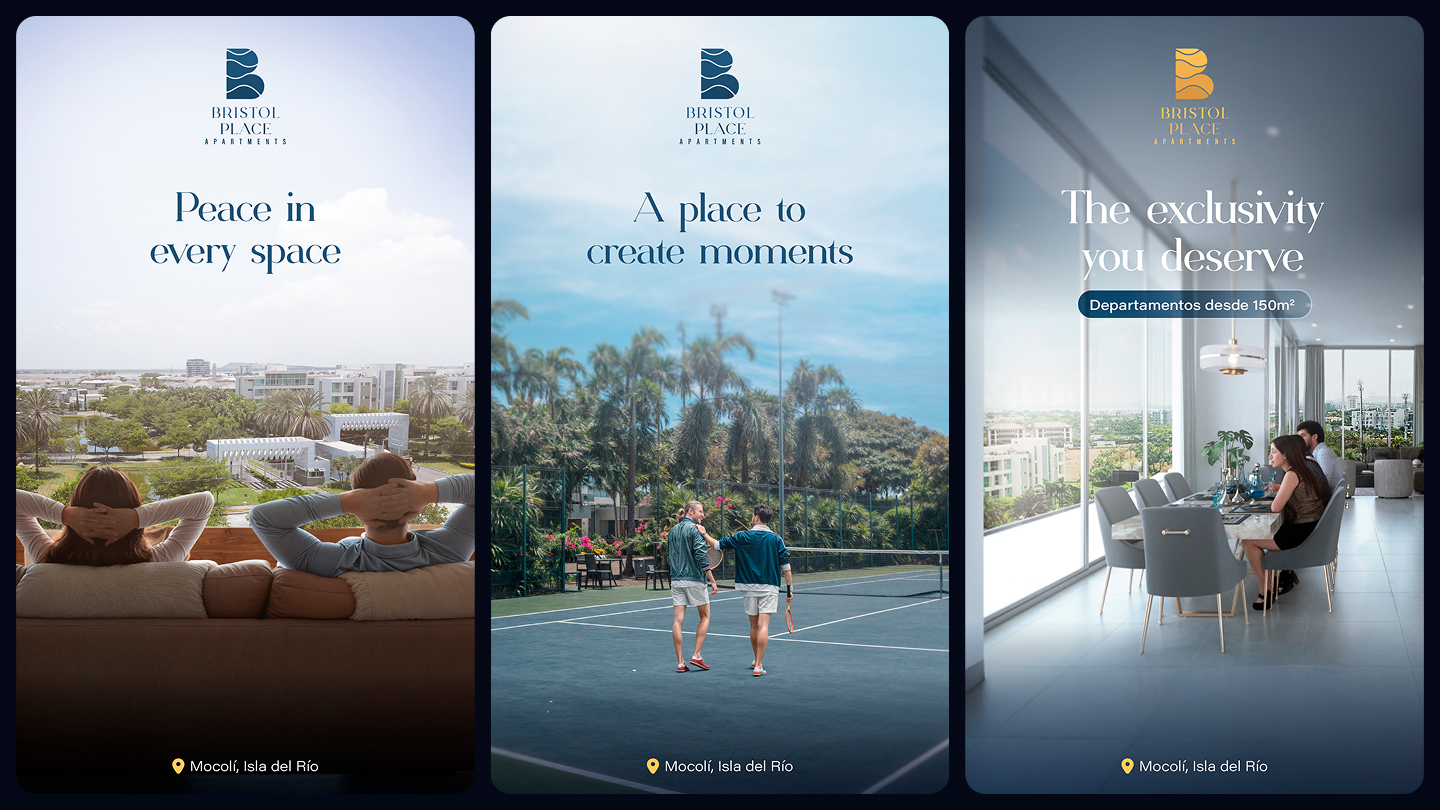 BRISTOL
PLACE
APARTMENTS
Peace in
every space
Mocolí, Isla del Río
BRISTOL
PLACE
APARTMENTS
A place to
create moments
Mocolí, Isla del Río
BRISTOL
PLACE
APARTMENTS
The exclusivity
you deserve
Departamentos desde 150m²
Mocolí, Isla del Río